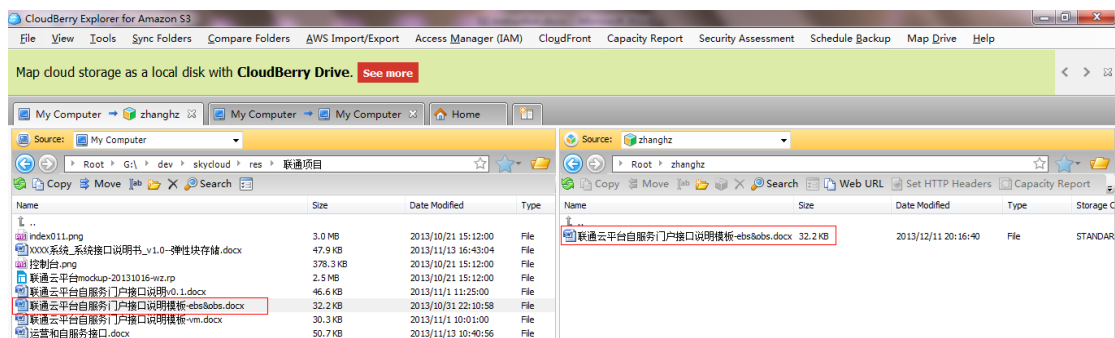 CloudBerry Explorer for Amazon S3
File View Tools Sync Folders Compare Folders AWS Import/Export Access Manager (IAM) CloudFront Capacity Report Security Assessment Schedule Backup Map Drive Help
Map cloud storage as a local disk with CloudBerry Drive. See more
My Computer → zhanghz My Computer → My Computer Home
Source: My Computer
Root G:\ dev skycloud res 联通项目
Copy Move Search
Name Size Date Modified Type
..
index011.png 3.0 MB 2013/10/21 15:12:00 File
XXXX系统_系统接口说明书_v1.0--弹性块存储.docx 47.9 KB 2013/11/13 16:43:04 File
控制台.png 378.3 KB 2013/10/21 15:12:00 File
联通云平台mockup-20131016-wz.rp 2.5 MB 2013/10/21 15:12:00 File
联通云平台自服务门户接口说明v0.1.docx 46.6 KB 2013/11/1 11:25:00 File
联通云平台自服务门户接口说明模板-ebs&obs.docx 32.2 KB 2013/10/31 22:10:58 File
联通云平台自服务门户接口说明模板-vm.docx 30.3 KB 2013/11/1 10:01:00 File
运营和自服务接口.docx 50.7 KB 2013/11/13 10:40:56 File
Source: zhanghz
Root zhanghz
Copy Move Search Web URL Set HTTP Headers Capacity Report
Name Size Date Modified Type Storage C
..
联通云平台自服务门户接口说明模板-ebs&obs.docx 32.2 KB 2013/12/11 20:16:40 File STANDAR